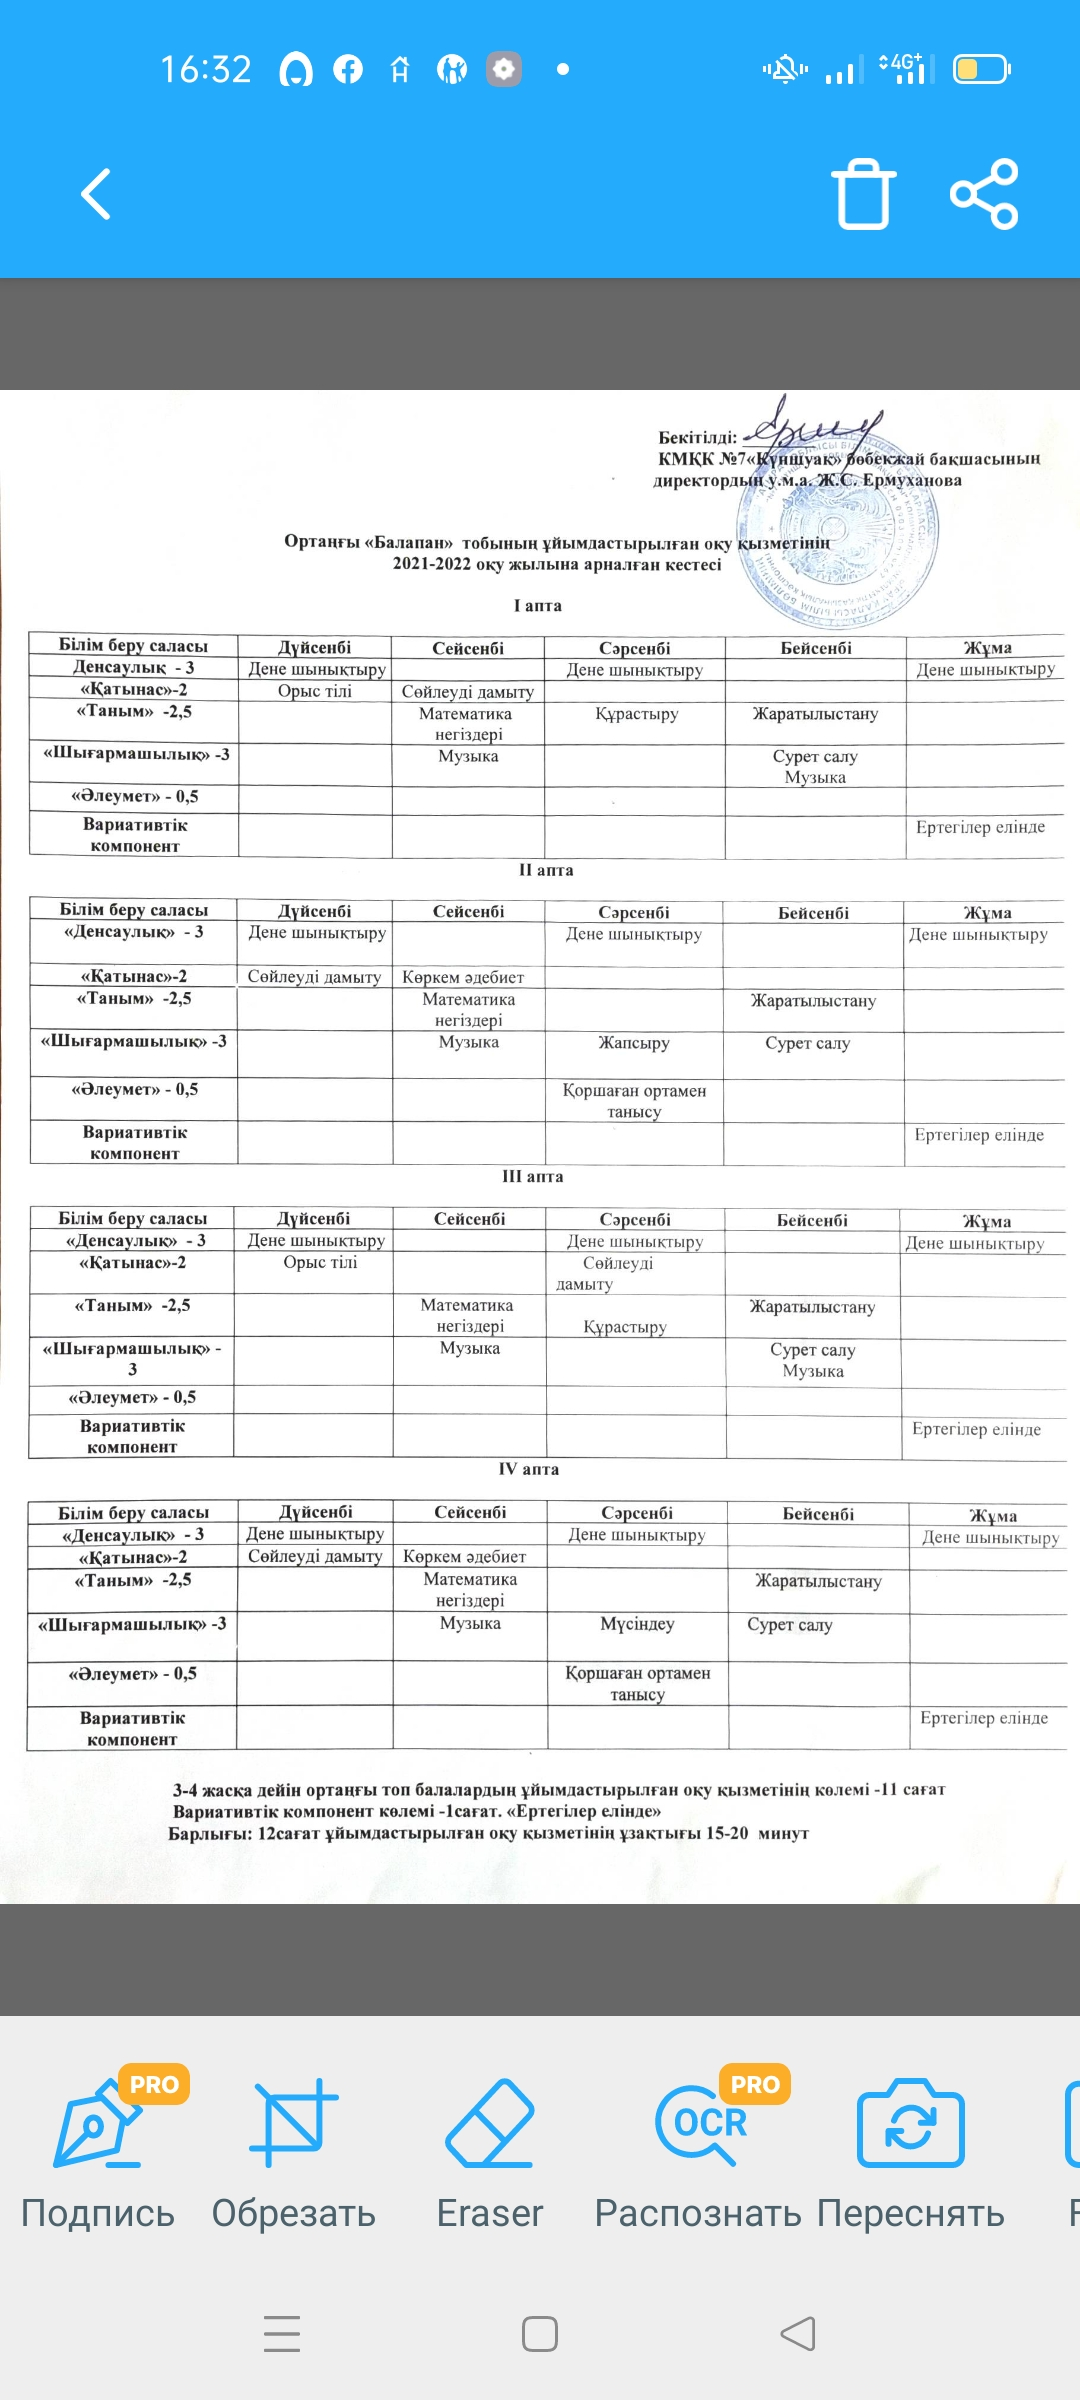 16:32
4G+
Бекітілді:
КМҚК №7«Күншуақ» бөбекжай бақшасының
директордың у.м.а. Ж.С. Ермуханова
Ортаңғы «Балапан» тобының ұйымдастырылған оқу қызметінің
2021-2022 оқу жылына арналған кестесі
I апта
Білім беру саласы Дүйсенбі Сейсенбі Сәрсенбі Бейсенбі Жұма
Денсаулық - 3 Дене шынықтыру Дене шынықтыру Дене шынықтыру
«Қатынас»-2 Орыс тілі Сөйлеуді дамыту
«Таным» -2,5 Математика Құрастыру Жаратылыстану
негіздері
«Шығармашылық» -3 Музыка Сурет салу
Музыка
«Әлеумет» - 0,5
Вариативтік Ертегілер елінде
компонент
II апта
Білім беру саласы Дүйсенбі Сейсенбі Сәрсенбі Бейсенбі Жұма
«Денсаулық» - 3 Дене шынықтыру Дене шынықтыру Дене шынықтыру
«Қатынас»-2 Сөйлеуді дамыту Көркем әдебиет
«Таным» -2,5 Математика Жаратылыстану
негіздері
«Шығармашылық» -3 Музыка Жапсыру Сурет салу
«Әлеумет» - 0,5 Қоршаған ортамен
танысу
Вариативтік Ертегілер елінде
компонент
III апта
Білім беру саласы Дүйсенбі Сейсенбі Сәрсенбі Бейсенбі Жұма
«Денсаулық» - 3 Дене шынықтыру Дене шынықтыру Дене шынықтыру
«Қатынас»-2 Орыс тілі Сөйлеуді
дамыту
«Таным» -2,5 Математика Жаратылыстану
негіздері Құрастыру
«Шығармашылық» - Музыка Сурет салу
3 Музыка
«Әлеумет» - 0,5
Вариативтік Ертегілер елінде
компонент
IV апта
Білім беру саласы Дүйсенбі Сейсенбі Сәрсенбі Бейсенбі Жұма
«Денсаулық» - 3 Дене шынықтыру Дене шынықтыру Дене шынықтыру
«Қатынас»-2 Сөйлеуді дамыту Көркем әдебиет
«Таным» -2,5 Математика Жаратылыстану
негіздері
«Шығармашылық» -3 Музыка Мүсіндеу Сурет салу
«Әлеумет» - 0,5 Қоршаған ортамен
танысу
Вариативтік Ертегілер елінде
компонент
3-4 жасқа дейін ортаңғы топ балалардың ұйымдастырылған оқу қызметінің көлемі -11 сағат
Вариативтік компонент көлемі -1сағат. «Ертегілер елінде»
Барлығы: 12сағат ұйымдастырылған оқу қызметінің ұзақтығы 15-20 минут
PRO PRO
OCR
Подпись Обрезать Eraser Распознать Переснять